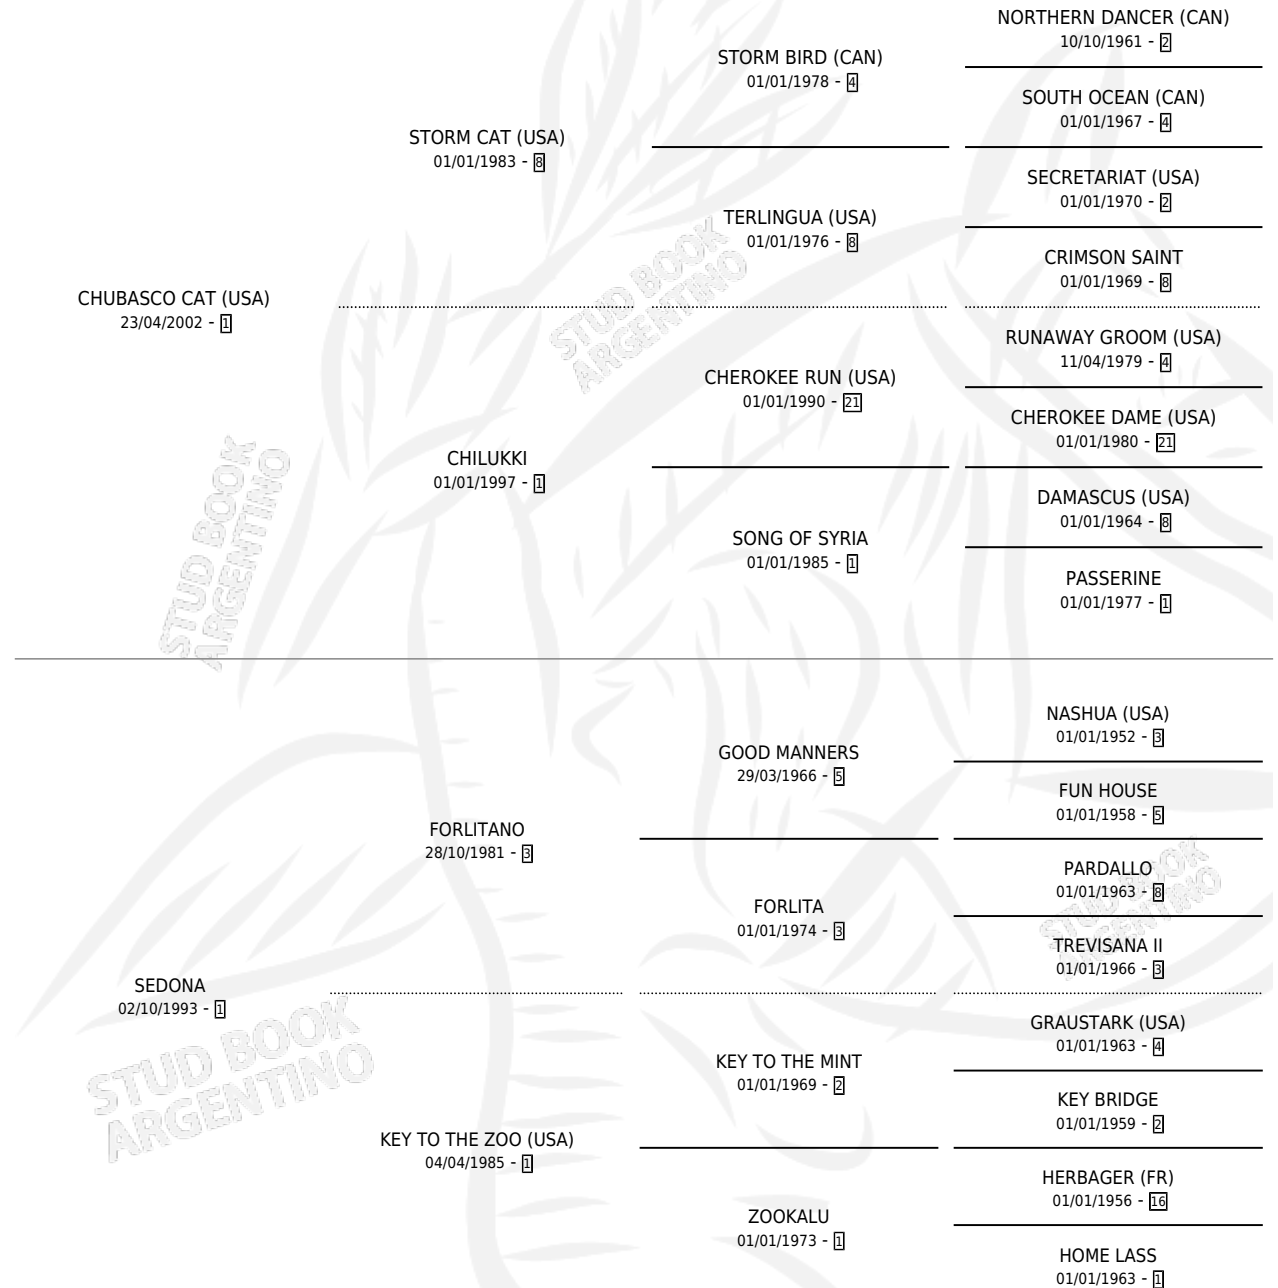 NORTHERN DANCER (CAN)
10/10/1961 - 2
STORM BIRD (CAN)
01/01/1978 - 4
SOUTH OCEAN (CAN)
01/01/1967 - 4
STORM CAT (USA)
01/01/1983 - 8
SECRETARIAT (USA)
01/01/1970 - 2
TERLINGUA (USA)
01/01/1976 - 8
CRIMSON SAINT
01/01/1969 - 8
CHUBASCO CAT (USA)
23/04/2002 - 1
RUNAWAY GROOM (USA)
11/04/1979 - 4
CHEROKEE RUN (USA)
01/01/1990 - 21
CHEROKEE DAME (USA)
01/01/1980 - 21
CHILUKKI
01/01/1997 - 1
DAMASCUS (USA)
01/01/1964 - 8
SONG OF SYRIA
01/01/1985 - 1
PASSERINE
01/01/1977 - 1
NASHUA (USA)
01/01/1952 - 3
GOOD MANNERS
29/03/1966 - 5
FUN HOUSE
01/01/1958 - 5
FORLITANO
28/10/1981 - 3
PARDALLO
01/01/1963 - 8
FORLITA
01/01/1974 - 3
TREVISANA II
01/01/1966 - 3
SEDONA
02/10/1993 - 1
GRAUSTARK (USA)
01/01/1963 - 4
KEY TO THE MINT
01/01/1969 - 2
KEY BRIDGE
01/01/1959 - 2
KEY TO THE ZOO (USA)
04/04/1985 - 1
HERBAGER (FR)
01/01/1956 - 16
ZOOKALU
01/01/1973 - 1
HOME LASS
01/01/1963 - 1
STUD BOOK
ARGENTINO
STUD BOOK
ARGENTINO
STUD BOOK
ARGENTINO
STUD BOOK
ARGENTINO